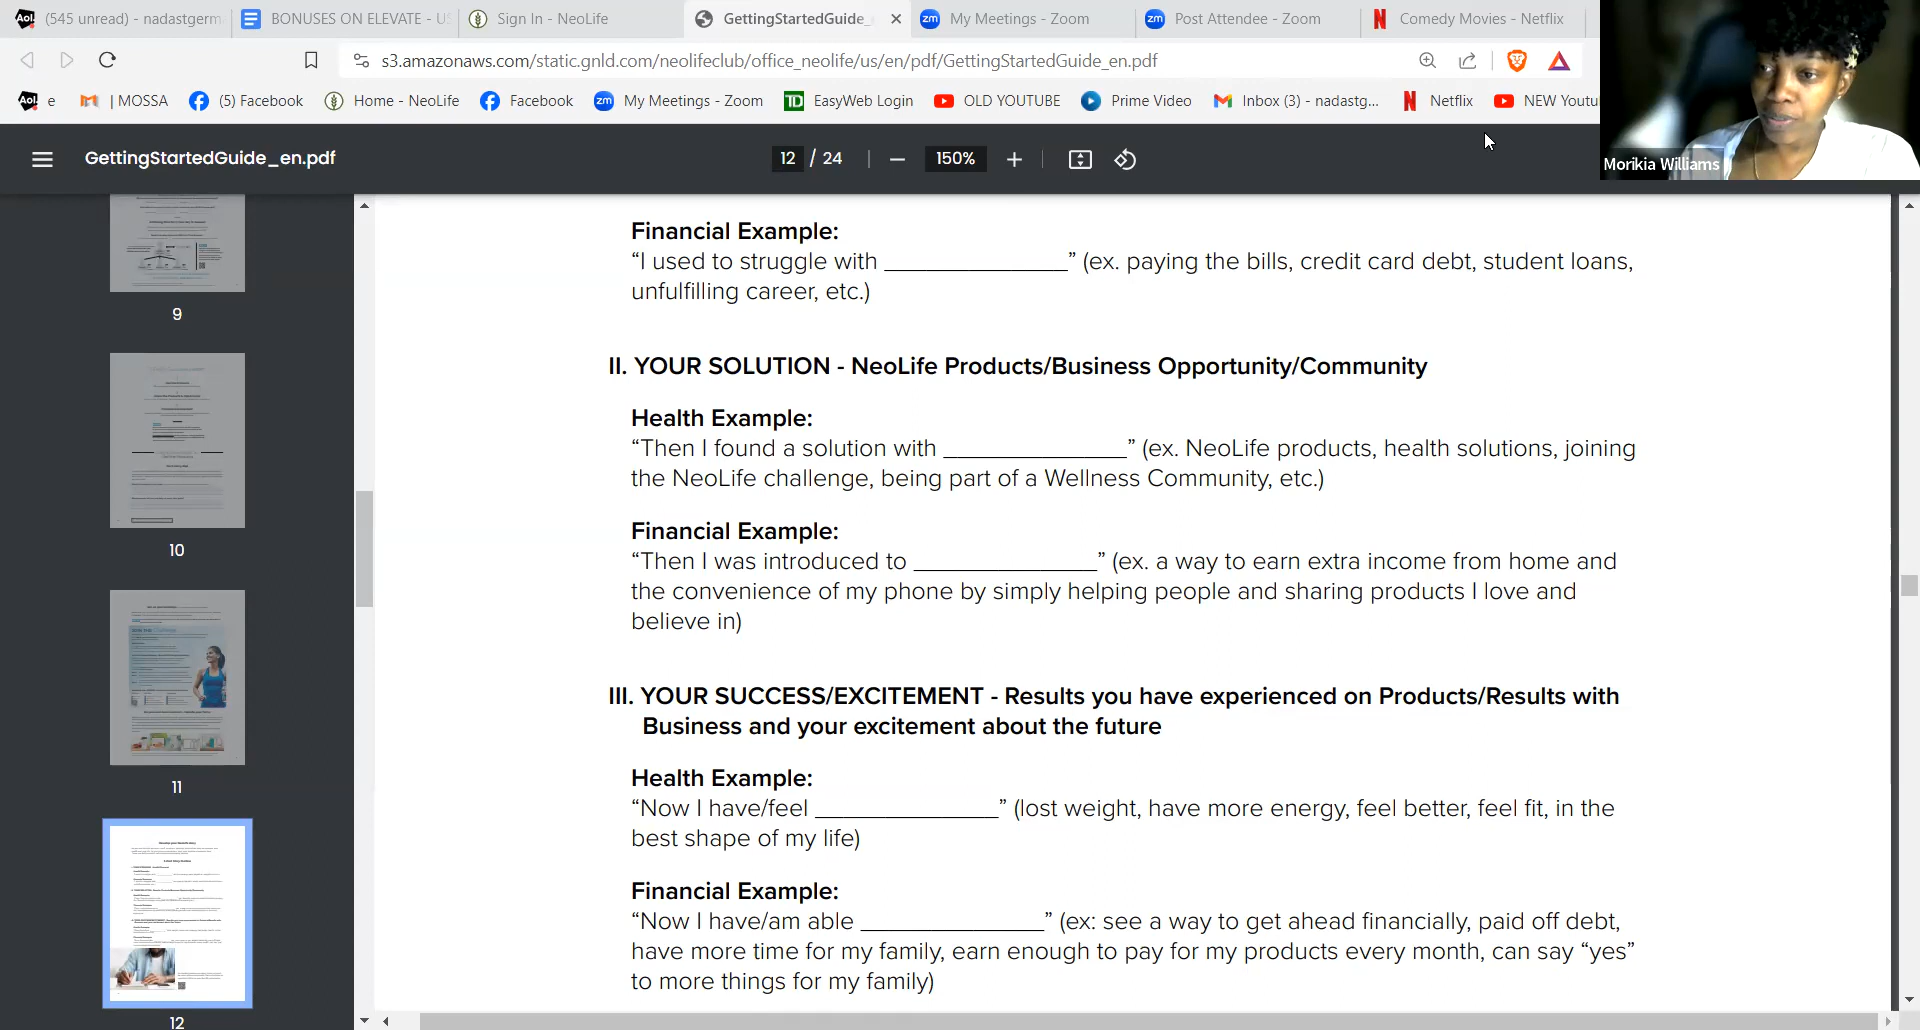 (545 unread) - nadastgerm
BONUSES ON ELEVATE - US
Sign In - NeoLife
GettingStartedGuide_
My Meetings - Zoom
Post Attendee - Zoom
Comedy Movies - Netflix
s3.amazonaws.com/static.gnld.com/neolifeclub/office_neolife/us/en/pdf/GettingStartedGuide_en.pdf
Aol. e
| MOSSA
(5) Facebook
Home - NeoLife
Facebook
My Meetings - Zoom
EasyWeb Login
OLD YOUTUBE
Prime Video
Inbox (3) - nadastg...
Netflix
NEW Youtu
Morikia Williams
GettingStartedGuide_en.pdf
12 / 24
150%
9
10
11
12
Financial Example:
“I used to struggle with ______________” (ex. paying the bills, credit card debt, student loans,
unfulfilling career, etc.)
II. YOUR SOLUTION - NeoLife Products/Business Opportunity/Community
Health Example:
“Then I found a solution with ______________” (ex. NeoLife products, health solutions, joining
the NeoLife challenge, being part of a Wellness Community, etc.)
Financial Example:
“Then I was introduced to ______________” (ex. a way to earn extra income from home and
the convenience of my phone by simply helping people and sharing products I love and
believe in)
III. YOUR SUCCESS/EXCITEMENT - Results you have experienced on Products/Results with
Business and your excitement about the future
Health Example:
“Now I have/feel ______________” (lost weight, have more energy, feel better, feel fit, in the
best shape of my life)
Financial Example:
“Now I have/am able ______________” (ex: see a way to get ahead financially, paid off debt,
have more time for my family, earn enough to pay for my products every month, can say “yes”
to more things for my family)